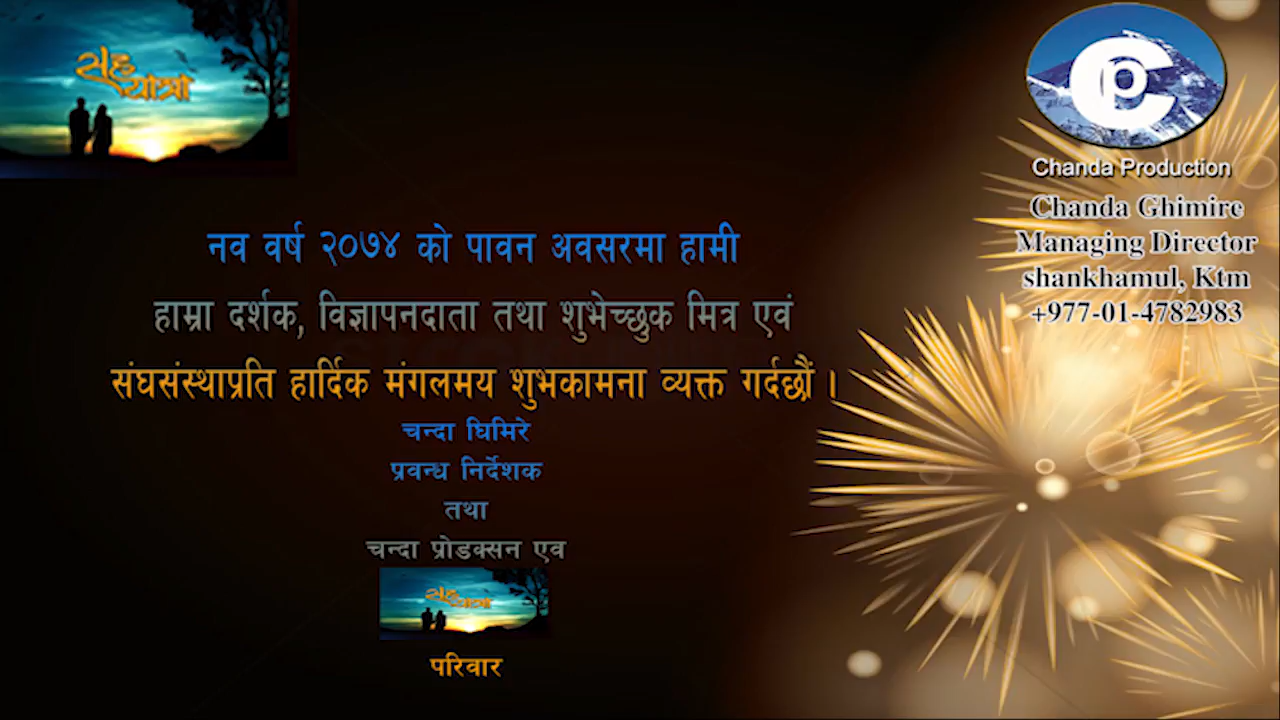 सह
यात्रा
CP
Chanda Production
Chanda Ghimire
Managing Director
shankhamul, Ktm
+977-01-4782983
नव वर्ष २०७४ को पावन अवसरमा हामी
हाम्रा दर्शक, विज्ञापनदाता तथा शुभेच्छुक मित्र एवं
संघसंस्थाप्रति हार्दिक मंगलमय शुभकामना व्यक्त गर्दछौं ।
चन्दा घिमिरे
प्रवन्ध निर्देशक
तथा
चन्दा प्रोडक्सन एव
सह
यात्रा
परिवार